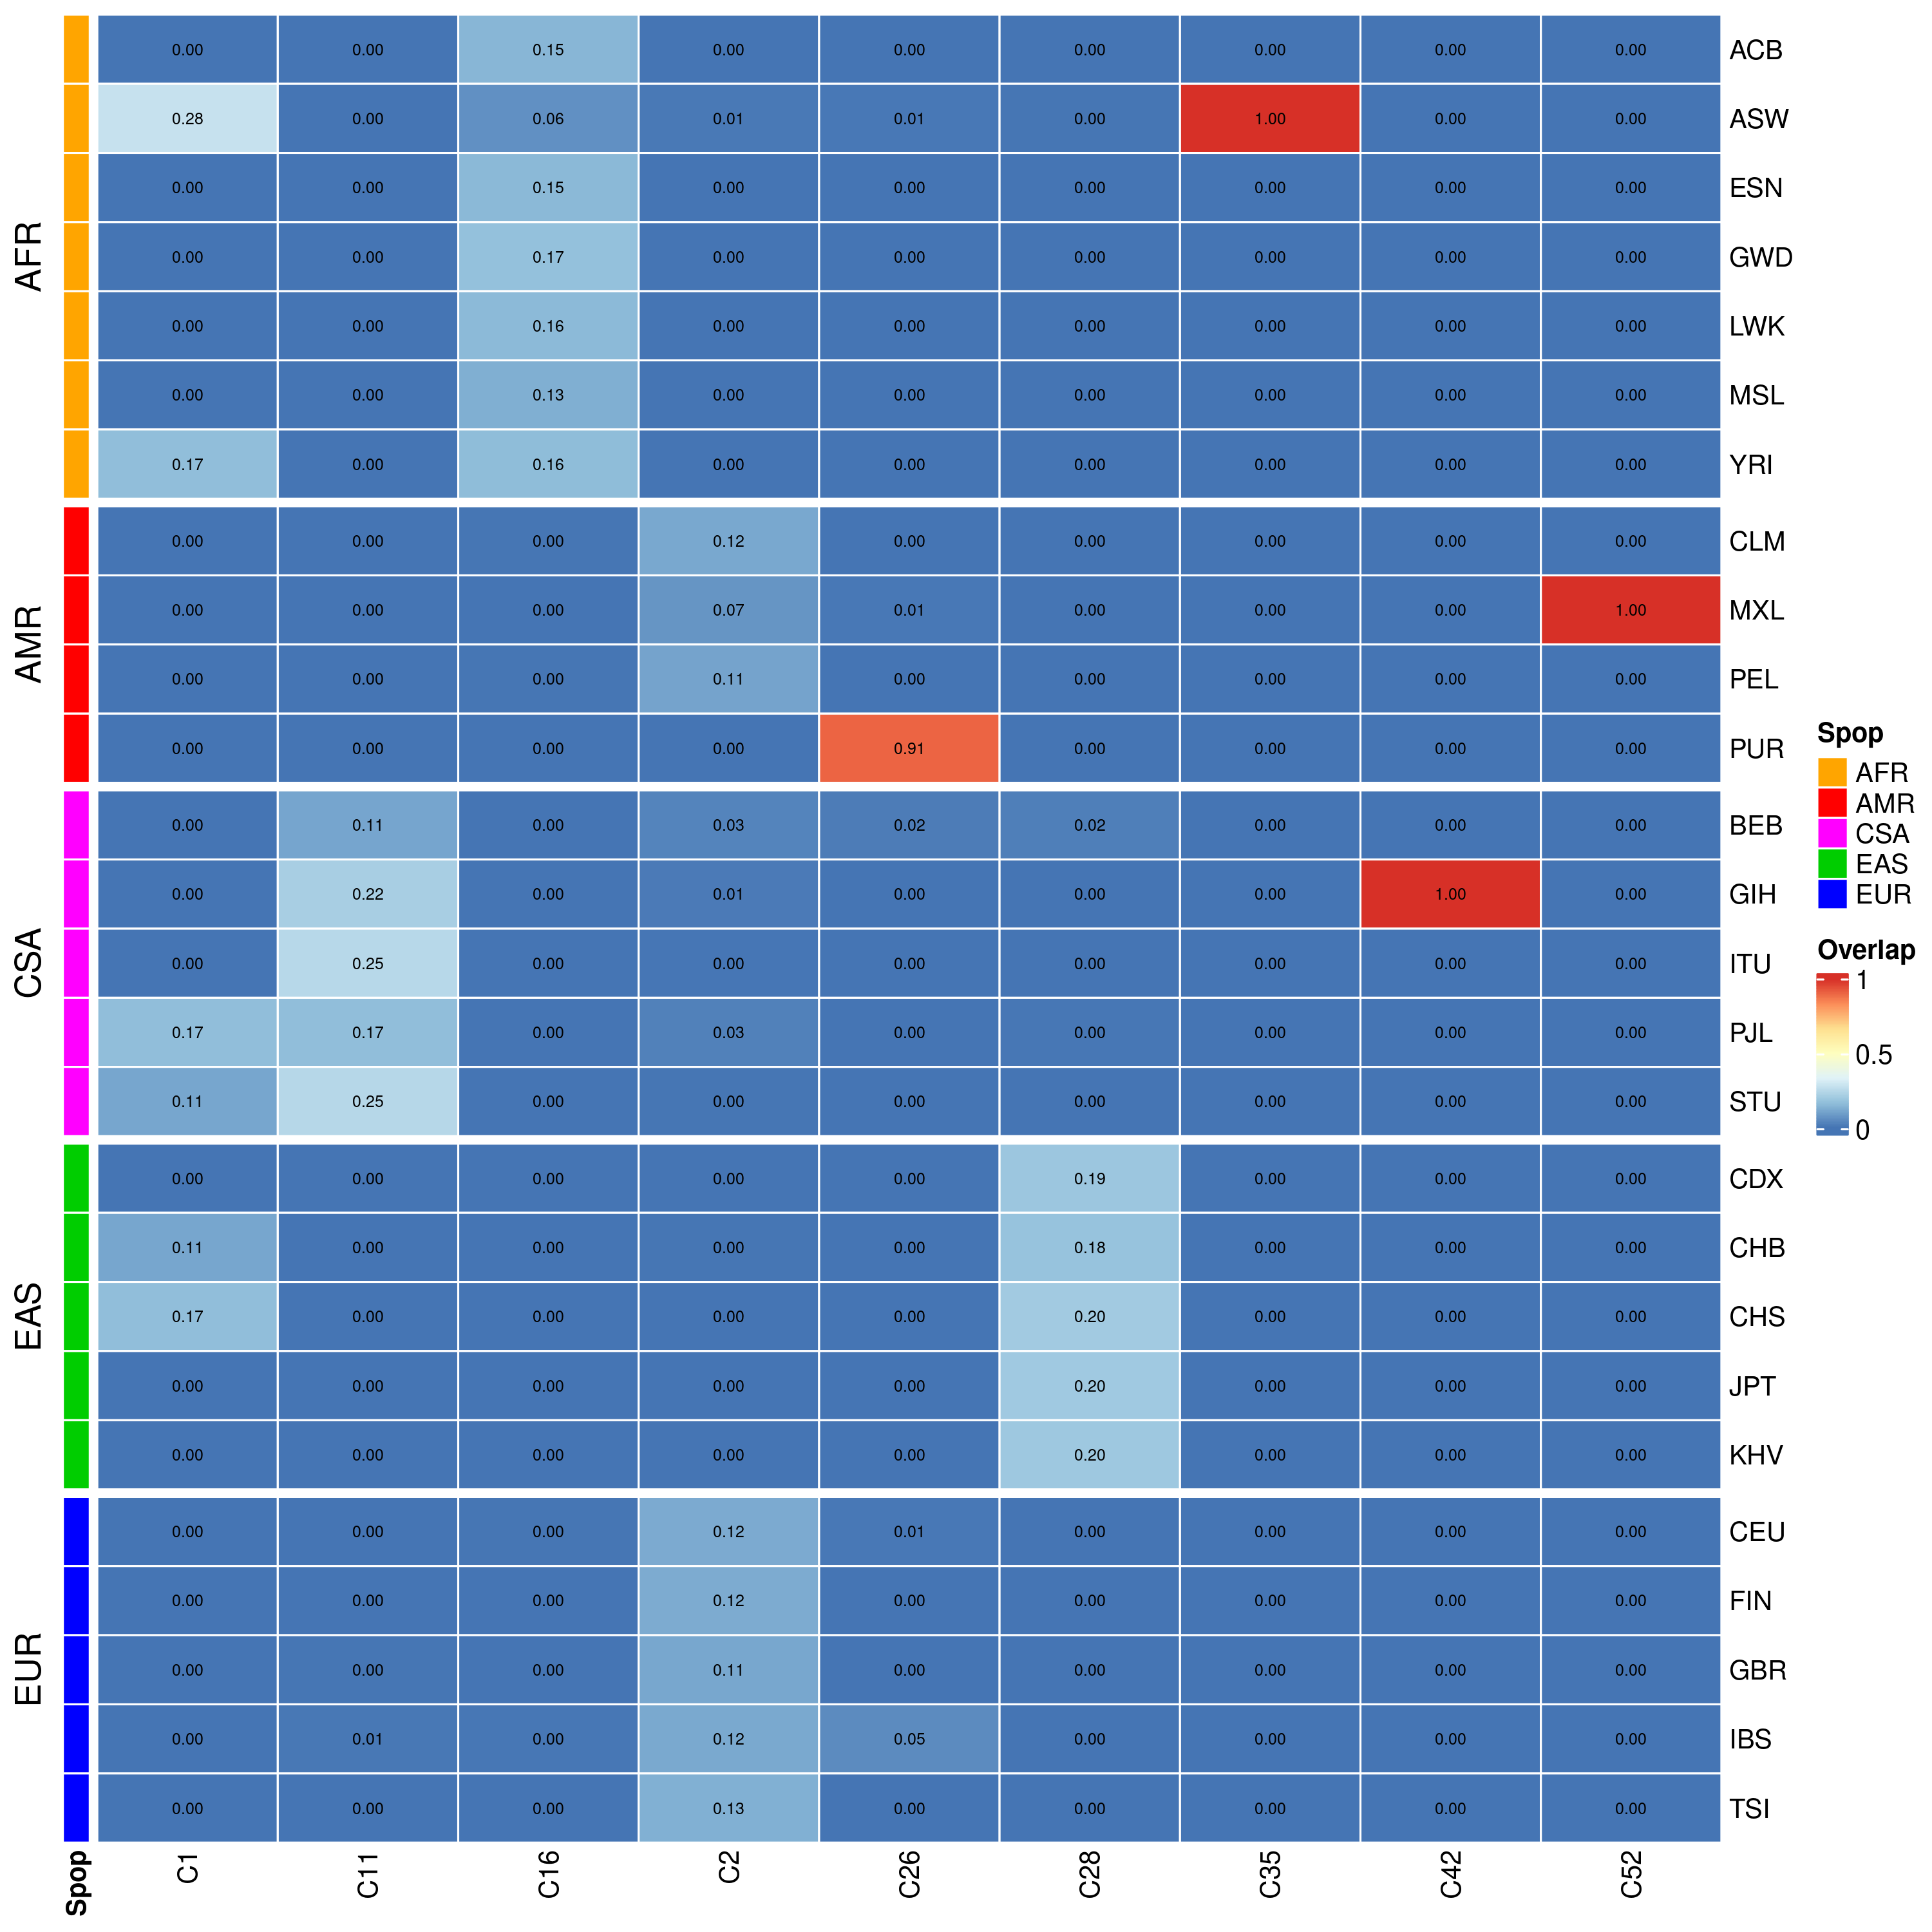 AFR
0.00 0.00 0.15 0.00 0.00 0.00 0.00 0.00 0.00 ACB
0.28 0.00 0.06 0.01 0.01 0.00 1.00 0.00 0.00 ASW
0.00 0.00 0.15 0.00 0.00 0.00 0.00 0.00 0.00 ESN
0.00 0.00 0.17 0.00 0.00 0.00 0.00 0.00 0.00 GWD
0.00 0.00 0.16 0.00 0.00 0.00 0.00 0.00 0.00 LWK
0.00 0.00 0.13 0.00 0.00 0.00 0.00 0.00 0.00 MSL
0.17 0.00 0.16 0.00 0.00 0.00 0.00 0.00 0.00 YRI
AMR
0.00 0.00 0.00 0.12 0.00 0.00 0.00 0.00 0.00 CLM
0.00 0.00 0.00 0.07 0.01 0.00 0.00 0.00 1.00 MXL
0.00 0.00 0.00 0.11 0.00 0.00 0.00 0.00 0.00 PEL
0.00 0.00 0.00 0.00 0.91 0.00 0.00 0.00 0.00 PUR
CSA
0.00 0.11 0.00 0.03 0.02 0.02 0.00 0.00 0.00 BEB
0.00 0.22 0.00 0.01 0.00 0.00 0.00 1.00 0.00 GIH
0.00 0.25 0.00 0.00 0.00 0.00 0.00 0.00 0.00 ITU
0.17 0.17 0.00 0.03 0.00 0.00 0.00 0.00 0.00 PJL
0.11 0.25 0.00 0.00 0.00 0.00 0.00 0.00 0.00 STU
EAS
0.00 0.00 0.00 0.00 0.00 0.19 0.00 0.00 0.00 CDX
0.11 0.00 0.00 0.00 0.00 0.18 0.00 0.00 0.00 CHB
0.17 0.00 0.00 0.00 0.00 0.20 0.00 0.00 0.00 CHS
0.00 0.00 0.00 0.00 0.00 0.20 0.00 0.00 0.00 JPT
0.00 0.00 0.00 0.00 0.00 0.20 0.00 0.00 0.00 KHV
EUR
0.00 0.00 0.00 0.12 0.01 0.00 0.00 0.00 0.00 CEU
0.00 0.00 0.00 0.12 0.00 0.00 0.00 0.00 0.00 FIN
0.00 0.00 0.00 0.11 0.00 0.00 0.00 0.00 0.00 GBR
0.00 0.01 0.00 0.12 0.05 0.00 0.00 0.00 0.00 IBS
0.00 0.00 0.00 0.13 0.00 0.00 0.00 0.00 0.00 TSI
Spop C1 C11 C16 C2 C26 C28 C35 C42 C52
Spop
AFR
AMR
CSA
EAS
EUR
Overlap
1
0.5
0